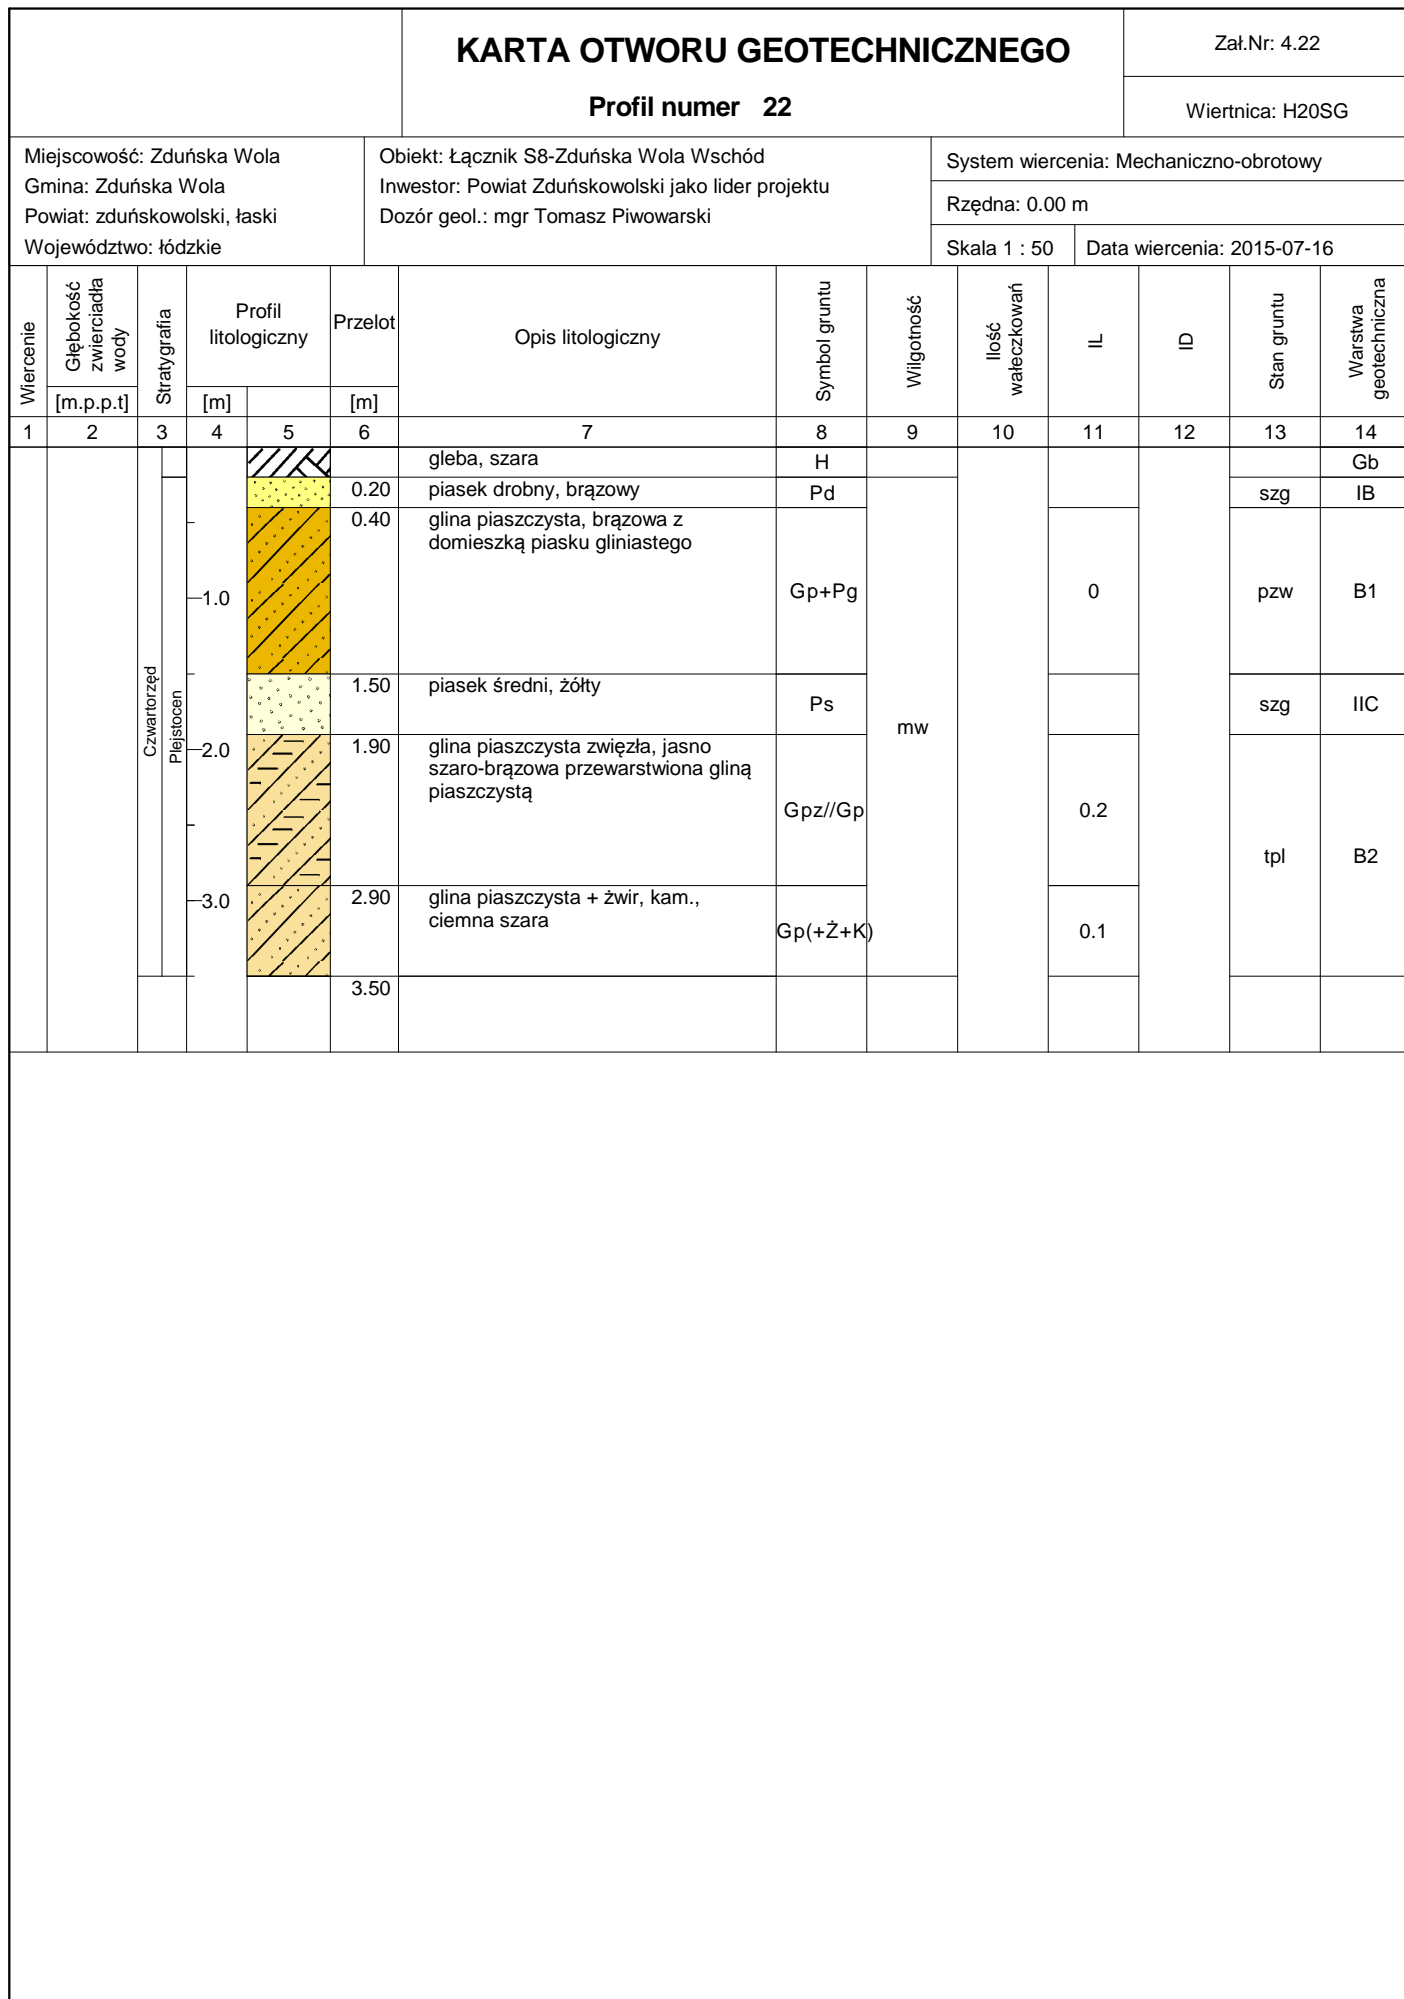 KARTA OTWORU GEOTECHNICZNEGO
Profil numer 22
Zał.Nr: 4.22
Wiertnica: H20SG
Miejscowość: Zduńska Wola
Gmina: Zduńska Wola
Powiat: zduńskowolski, łaski
Województwo: łódzkie
Obiekt: Łącznik S8-Zduńska Wola Wschód
Inwestor: Powiat Zduńskowolski jako lider projektu
Dozór geol.: mgr Tomasz Piwowarski
System wiercenia: Mechaniczno-obrotowy
Rzędna: 0.00 m
Skala 1 : 50
Data wiercenia: 2015-07-16
Wiercenie
Głębokość
zwierciadła
wody
[m.p.p.t]
Stratygrafia
Profil
litologiczny
[m]
Przelot
[m]
Opis litologiczny
Symbol gruntu
Wilgotność
Ilość
wałeczkowań
IL
ID
Stan gruntu
Warstwa
geotechniczna
1 2 3 4 5 6 7 8 9 10 11 12 13 14
gleba, szara H Gb
0.20 piasek drobny, brązowy Pd szg IB
0.40 glina piaszczysta, brązowa z
domieszką piasku gliniastego
1.0 Gp+Pg 0 pzw B1
Czwartorzęd
Plejstocen
1.50 piasek średni, żółty Ps szg IIC
mw
2.0 1.90 glina piaszczysta zwięzła, jasno
szaro-brązowa przewarstwiona gliną
piaszczystą
Gpz//Gp 0.2
tpl B2
3.0 2.90 glina piaszczysta + żwir, kam.,
ciemna szara
Gp(+Ż+K) 0.1
3.50